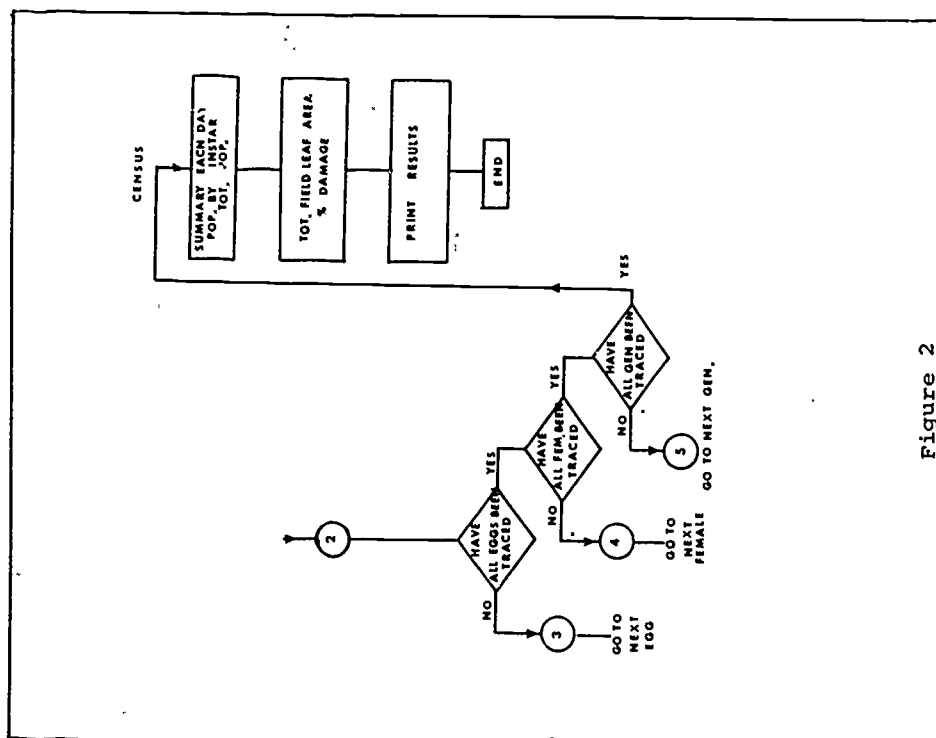 2
HAVE
ALL EGGS BEEN
TRACED
NO
YES
3
GO TO
NEXT
EGG
HAVE
ALL FEM. BEEN
TRACED
NO
YES
4
GO TO
NEXT
FEMALE
HAVE
ALL GEN BEEN
TRACED
NO
YES
5
GO TO NEXT GEN.
CENSUS
SUMMARY EACH DAY
POP. BY INSTAR
TOT. POP.
TOT. FIELD LEAF AREA
% DAMAGE
PRINT RESULTS
END
Figure 2